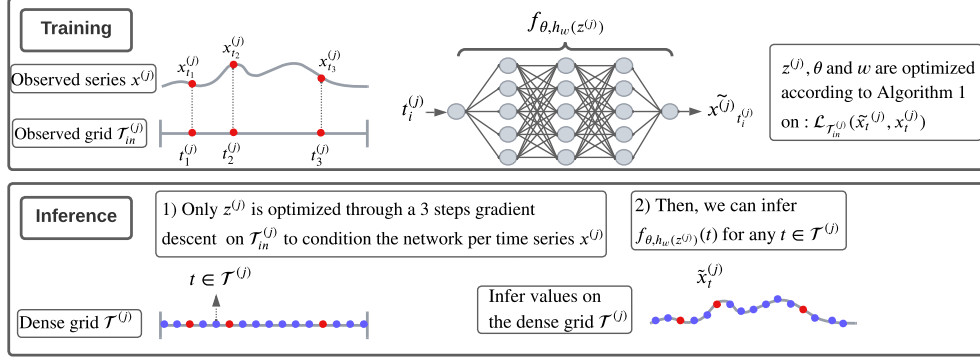 Training
f_{θ,h_w(z^{(j)})}
Observed series x^{(j)}
x_{t_1}^{(j)} x_{t_2}^{(j)} x_{t_3}^{(j)}
Observed grid 𝒯_{in}^{(j)}
t_1^{(j)} t_2^{(j)} t_3^{(j)}
t_i^{(j)}
x̃^{(j)}_{t_i^{(j)}}
z^{(j)}, θ and w are optimized
according to Algorithm 1
on : ℒ_{𝒯_{in}^{(j)}}(x̃_t^{(j)}, x_t^{(j)})
Inference
1) Only z^{(j)} is optimized through a 3 steps gradient
descent on 𝒯_{in}^{(j)} to condition the network per time series x^{(j)}
2) Then, we can infer
f_{θ,h_w(z^{(j)})}(t) for any t ∈ 𝒯^{(j)}
t ∈ 𝒯^{(j)}
Dense grid 𝒯^{(j)}
Infer values on
the dense grid 𝒯^{(j)}
x̃_t^{(j)}